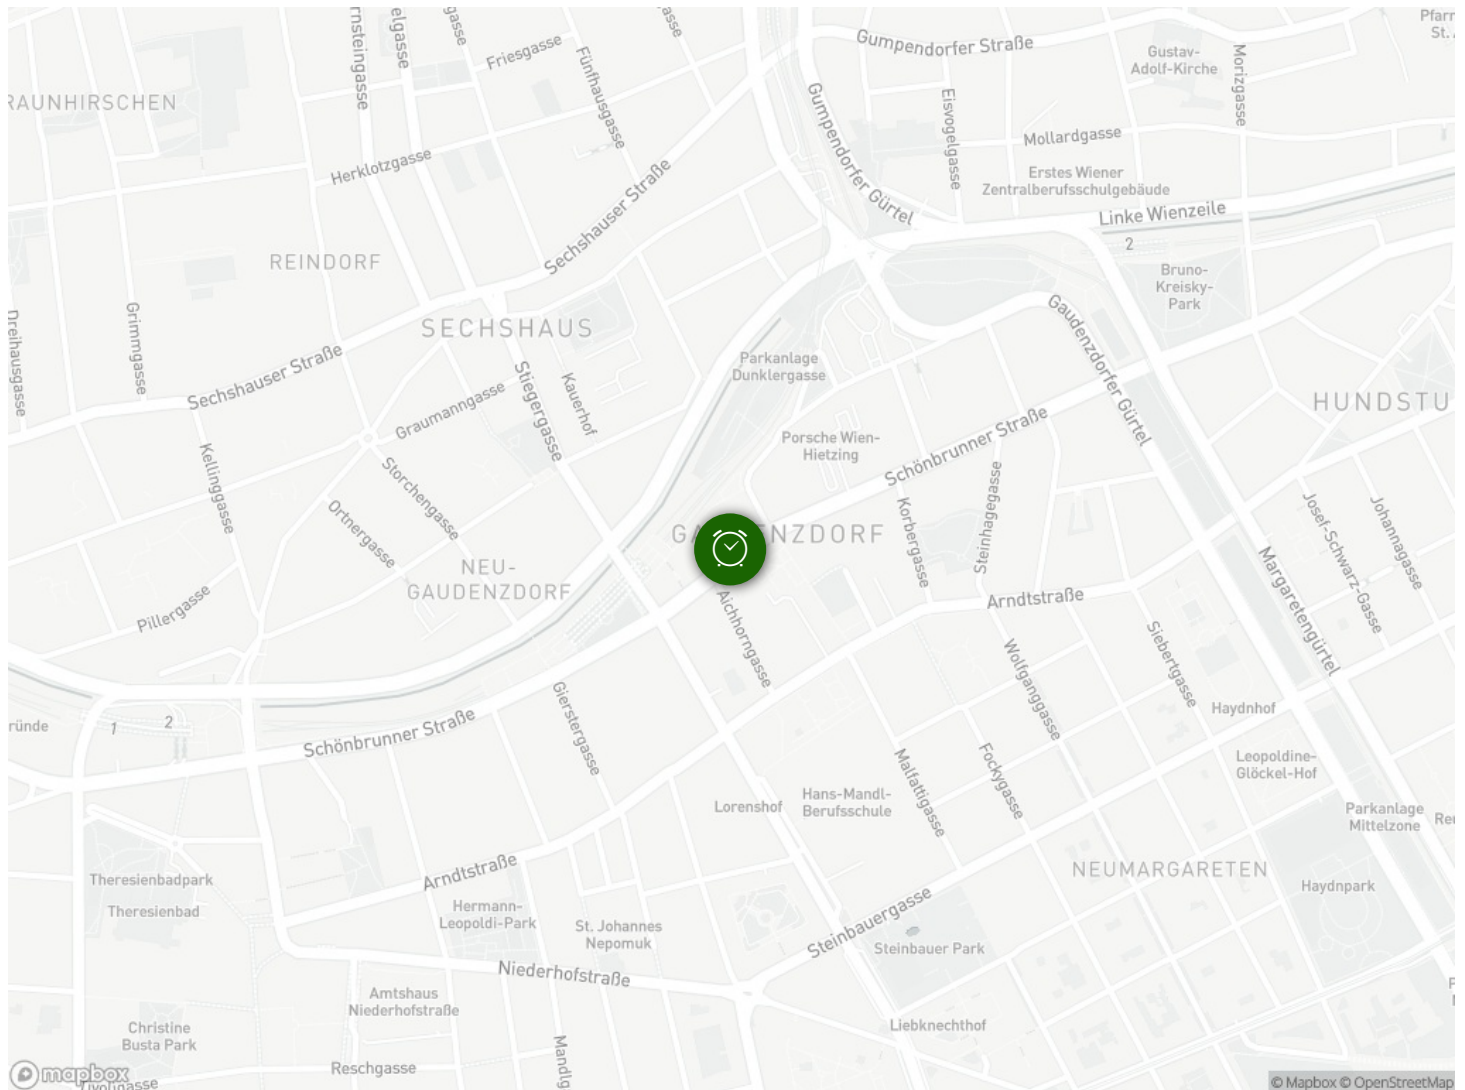 Gumpendorfer Straße
Gustav-
Adolf-Kirche
Morizgasse
Friesgasse
Fünfhausgasse
Gumpendorfer Gürtel
Eisvogelgasse
Mollardgasse
Herklotzgasse
Erstes Wiener
Zentralberufsschulgebäude
Linke Wienzeile
2
Sechshauser Straße
REINDORF
Bruno-
Kreisky-
Park
Grimmgasse
Dreihausgasse
SECHSHAUS
Gaudenzdorfer Gürtel
Sechshauser Straße
Parkanlage
Dunklergasse
Stiegergasse
Kauerhof
Graumanngasse
HUNDSTU
Porsche Wien-
Hietzing
Schönbrunner Straße
Kellinggasse
Storchengasse
Ortnergasse
Korbergasse
Steinhagegasse
Josef-Schwarz-Gasse
Johannagasse
NEU-
GAUDENZDORF
Pillergasse
Aichhorngasse
Arndtstraße
Margaretengürtel
Siebertgasse
Wolfganggasse
Haydnhof
ründe
1
2
Schönbrunner Straße
Gierstergasse
Malfattigasse
Fockygasse
Leopoldine-
Glöckel-Hof
Lorenshof
Hans-Mandl-
Berufsschule
Parkanlage
Mittelzone
Arndtstraße
NEUMARGARETEN
Theresienbadpark
Theresienbad
Haydnpark
Hermann-
Leopoldi-Park
St. Johannes
Nepomuk
Steinbauergasse
Steinbauer Park
Niederhofstraße
Amtshaus
Niederhofstraße
Christine
Busta Park
Liebknechthof
Reschgasse
mapbox
© Mapbox © OpenStreetMap